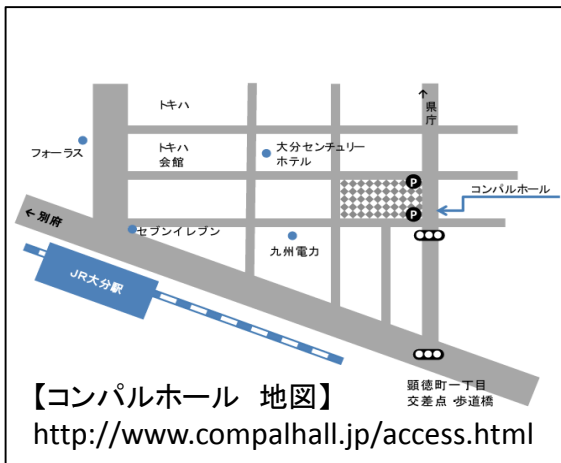 トキハ
↑
県
庁
フォーラス
トキハ
会館
大分センチュリー
ホテル
P
コンパルホール
P
←別府
セブンイレブン
九州電力
JR大分駅
顕徳町一丁目
交差点・歩道橋
【コンパルホール 地図】
http://www.compalhall.jp/access.html